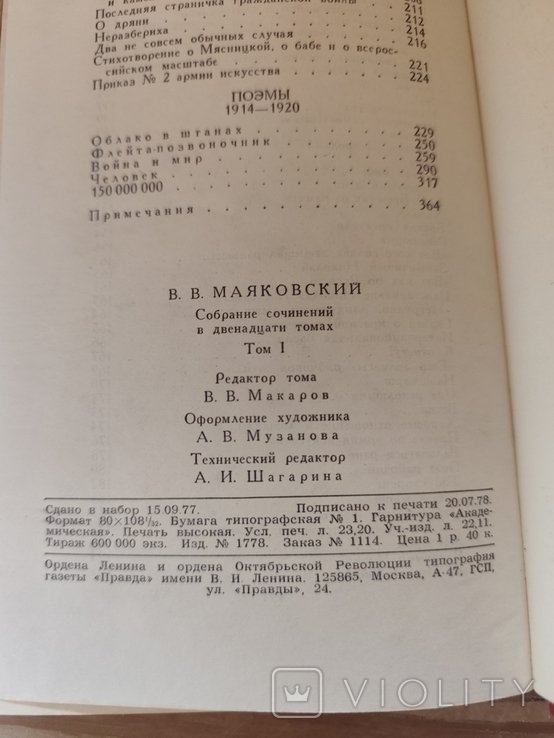 Последняя страничка гражданской войны . . . 211
О дряни . . . . . . . . . 212
Неразбериха . . . . . . . . 214
Два не совсем обычных случая . . . . 216
Стихотворение о Мясницкой, о бабе и о всерос-
сийском масштабе . . . . . . . 221
Приказ № 2 армии искусства . . . . . 224
ПОЭМЫ
1914—1920
Облако в штанах . . . . . . . 229
Флейта-позвоночник . . . . . . 250
Война и мир . . . . . . . . 259
Человек . . . . . . . . . 290
150 000 000 . . . . . . . . 317
Примечания . . . . . . . . 364
В. В. МАЯКОВСКИЙ
Собрание сочинений
в двенадцати томах
Том I
Редактор тома
В. В. Макаров
Оформление художника
А. В. Музанова
Технический редактор
А. И. Шагарина
Сдано в набор 15.09.77. Подписано к печати 20.07.78.
Формат 80×108¹/₃₂. Бумага типографская № 1. Гарнитура «Акаде-
мическая». Печать высокая. Усл. печ. л. 23,20. Уч.-изд. л. 22,11.
Тираж 600 000 экз. Изд. № 1778. Заказ № 1114. Цена 1 р. 40 к.
Ордена Ленина и ордена Октябрьской Революции типография
газеты «Правда» имени В. И. Ленина. 125865, Москва, А-47, ГСП,
ул. «Правды», 24.
VIOLITY